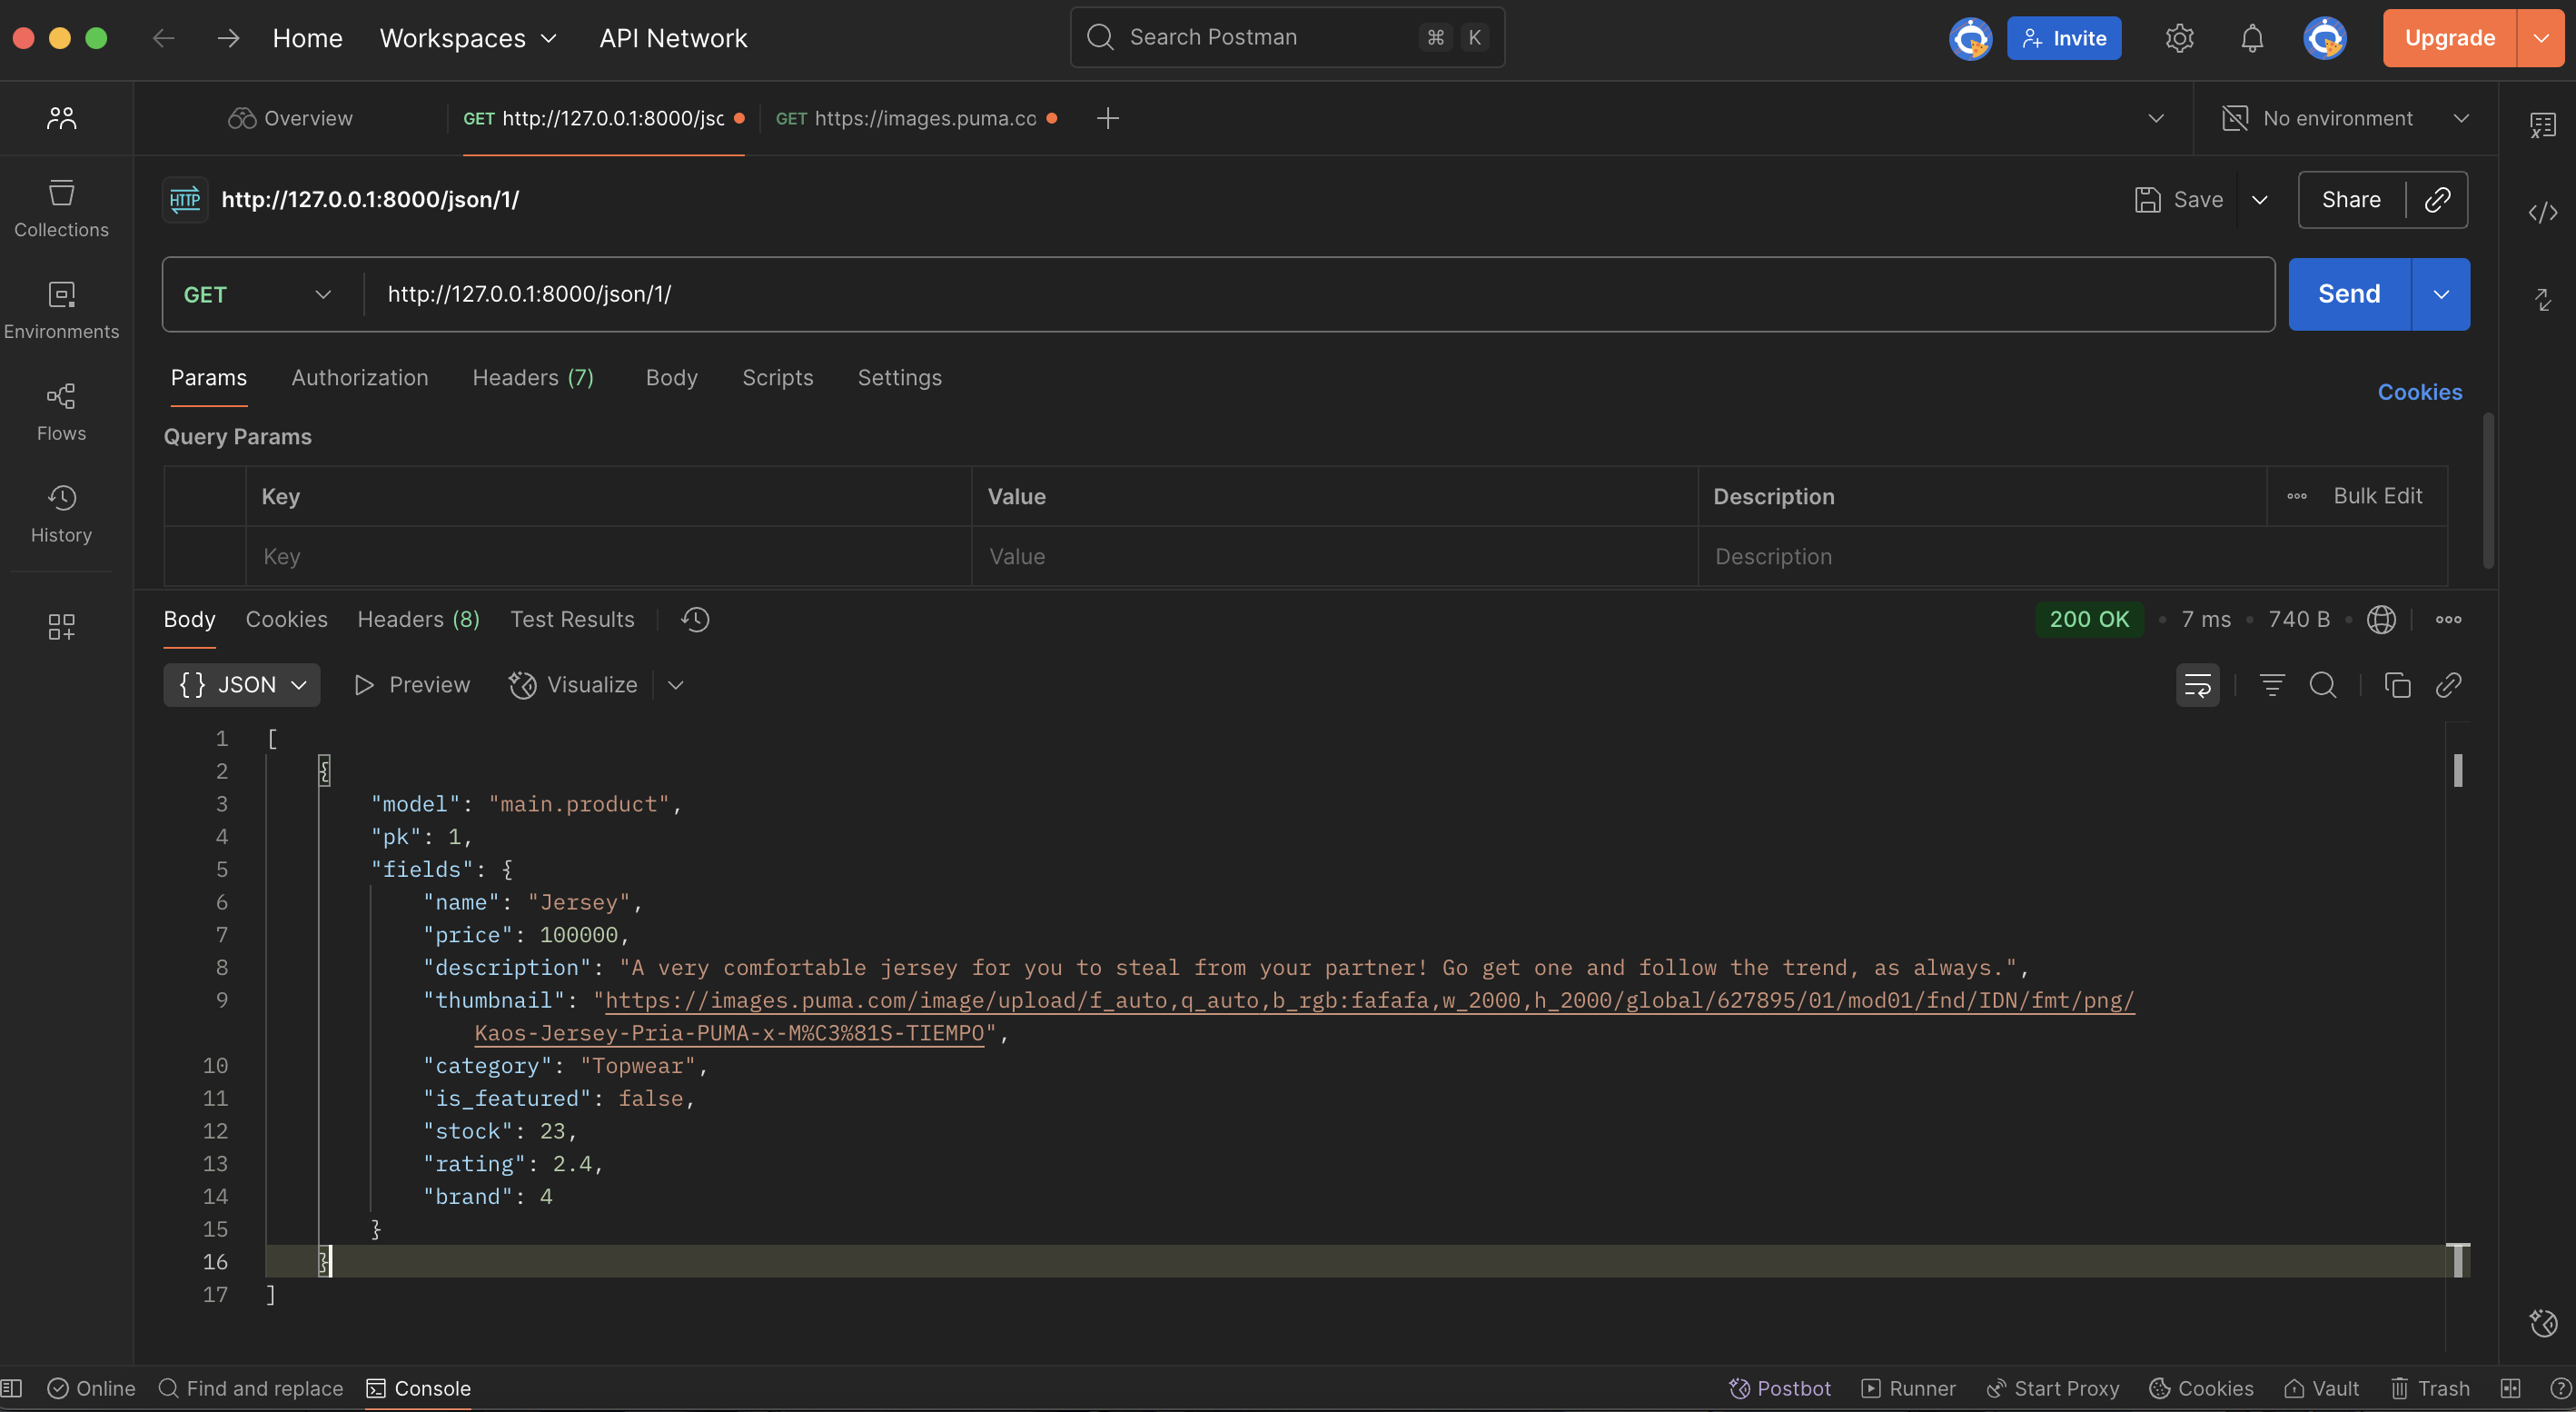 Home Workspaces API Network Search Postman ⌘ K Invite Upgrade
Overview GET http://127.0.0.1:8000/jsc GET https://images.puma.co No environment
HTTP http://127.0.0.1:8000/json/1/ Save Share
GET http://127.0.0.1:8000/json/1/ Send
Collections
Environments
Flows
History
Params Authorization Headers (7) Body Scripts Settings Cookies
Query Params
Key Value Description Bulk Edit
Key Value Description
Body Cookies Headers (8) Test Results 200 OK • 7 ms • 740 B •
{} JSON Preview Visualize
1 [
2 {
3 "model": "main.product",
4 "pk": 1,
5 "fields": {
6 "name": "Jersey",
7 "price": 100000,
8 "description": "A very comfortable jersey for you to steal from your partner! Go get one and follow the trend, as always.",
9 "thumbnail": "https://images.puma.com/image/upload/f_auto,q_auto,b_rgb:fafafa,w_2000,h_2000/global/627895/01/mod01/fnd/IDN/fmt/png/
Kaos-Jersey-Pria-PUMA-x-M%C3%81S-TIEMPO",
10 "category": "Topwear",
11 "is_featured": false,
12 "stock": 23,
13 "rating": 2.4,
14 "brand": 4
15 }
16 }
17 ]
Online Find and replace Console Postbot Runner Start Proxy Cookies Vault Trash